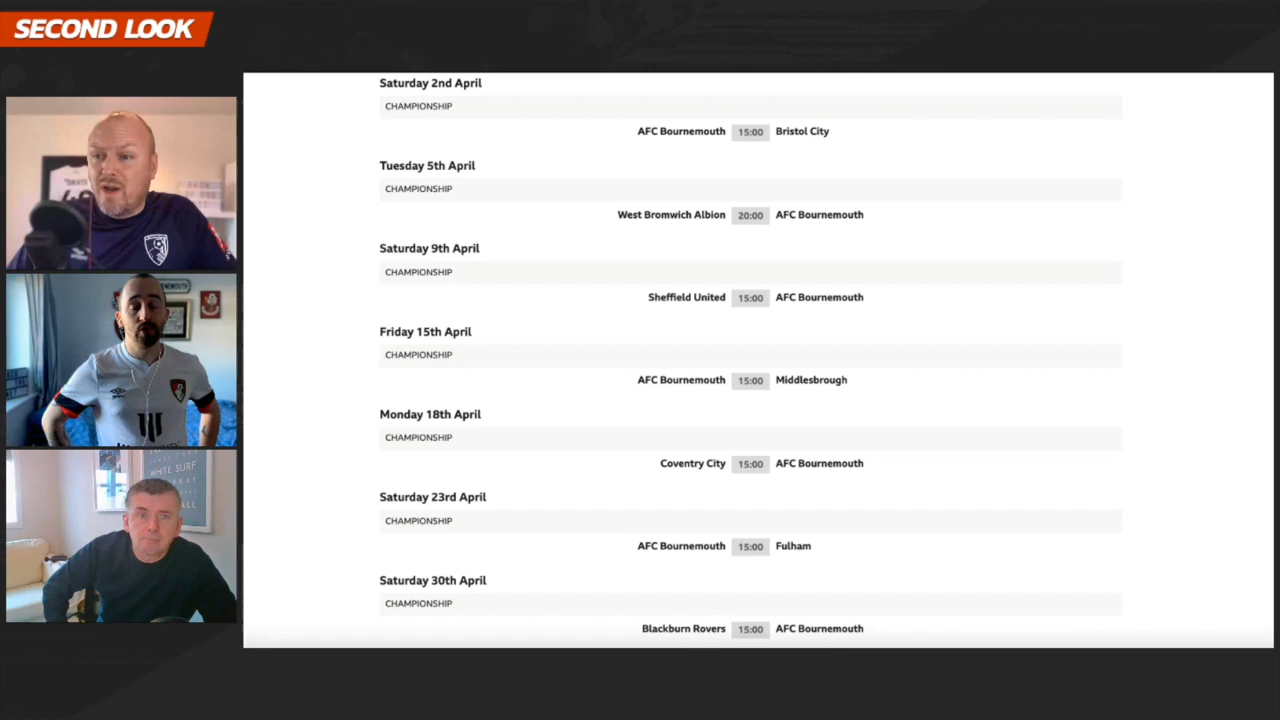 SECOND LOOK
Saturday 2nd April
CHAMPIONSHIP
AFC Bournemouth 15:00 Bristol City
Tuesday 5th April
CHAMPIONSHIP
West Bromwich Albion 20:00 AFC Bournemouth
Saturday 9th April
CHAMPIONSHIP
Sheffield United 15:00 AFC Bournemouth
Friday 15th April
CHAMPIONSHIP
AFC Bournemouth 15:00 Middlesbrough
Monday 18th April
CHAMPIONSHIP
Coventry City 15:00 AFC Bournemouth
Saturday 23rd April
CHAMPIONSHIP
AFC Bournemouth 15:00 Fulham
Saturday 30th April
CHAMPIONSHIP
Blackburn Rovers 15:00 AFC Bournemouth
WHITE SURF